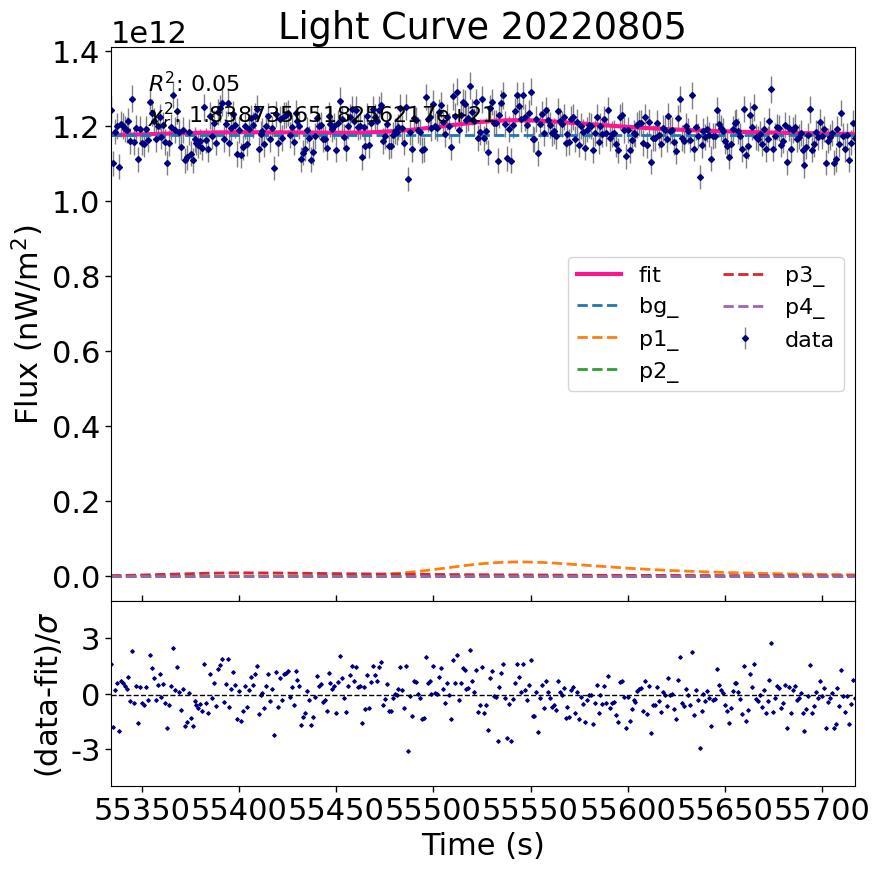 Light Curve 20220805
1e12
1.4
R²: 0.05
1.2
1.0
0.8
0.6
0.4
0.2
0.0
Flux (nW/m²)
fit
bg_
p1_
p2_
p3_
p4_
data
3
0
-3
(data-fit)/σ
55350 55400 55450 55500 55550 55600 55650 55700
Time (s)